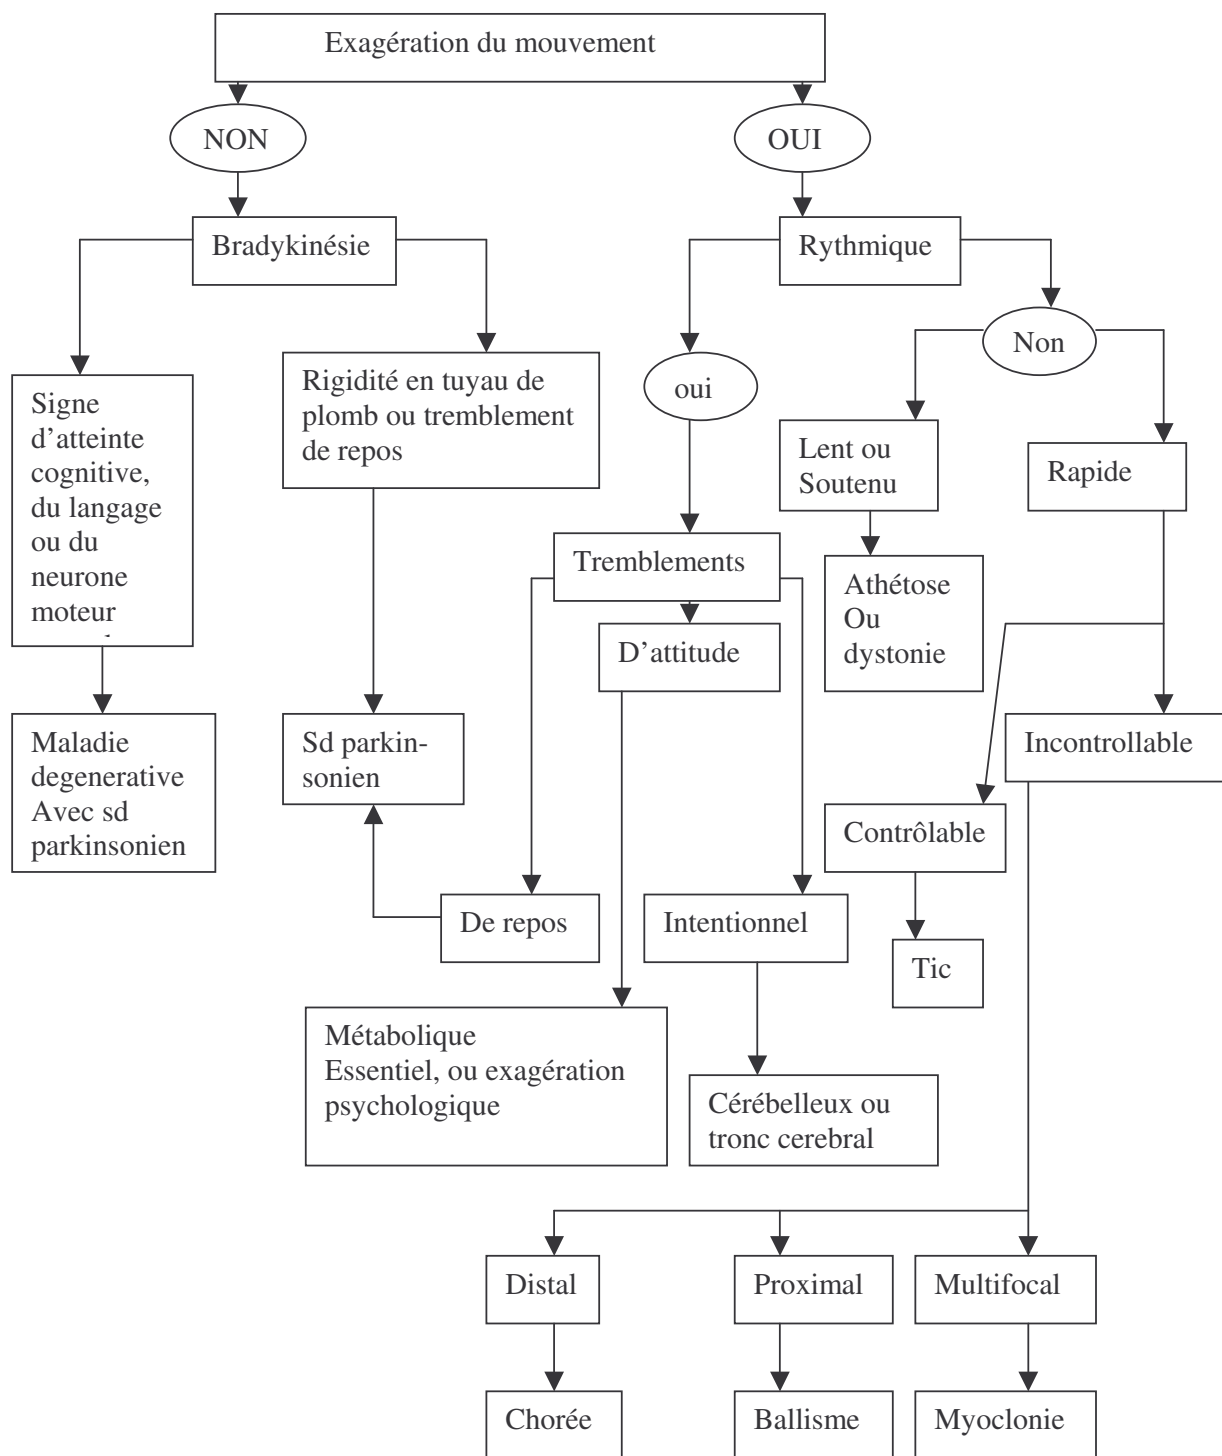 Exagération du mouvement
NON
OUI
Bradykinésie
Rythmique
Non
Signe
d’atteinte
cognitive,
du langage
ou du
neurone
moteur
Rigidité en tuyau de
plomb ou tremblement
de repos
oui
Lent ou
Soutenu
Rapide
Tremblements
Athétose
Ou
dystonie
D’attitude
Maladie
degenerative
Avec sd
parkinsonien
Sd parkin-
sonien
Incontrollable
Contrôlable
De repos
Intentionnel
Tic
Métabolique
Essentiel, ou exagération
psychologique
Cérébelleux ou
tronc cerebral
Distal
Proximal
Multifocal
Chorée
Ballisme
Myoclonie